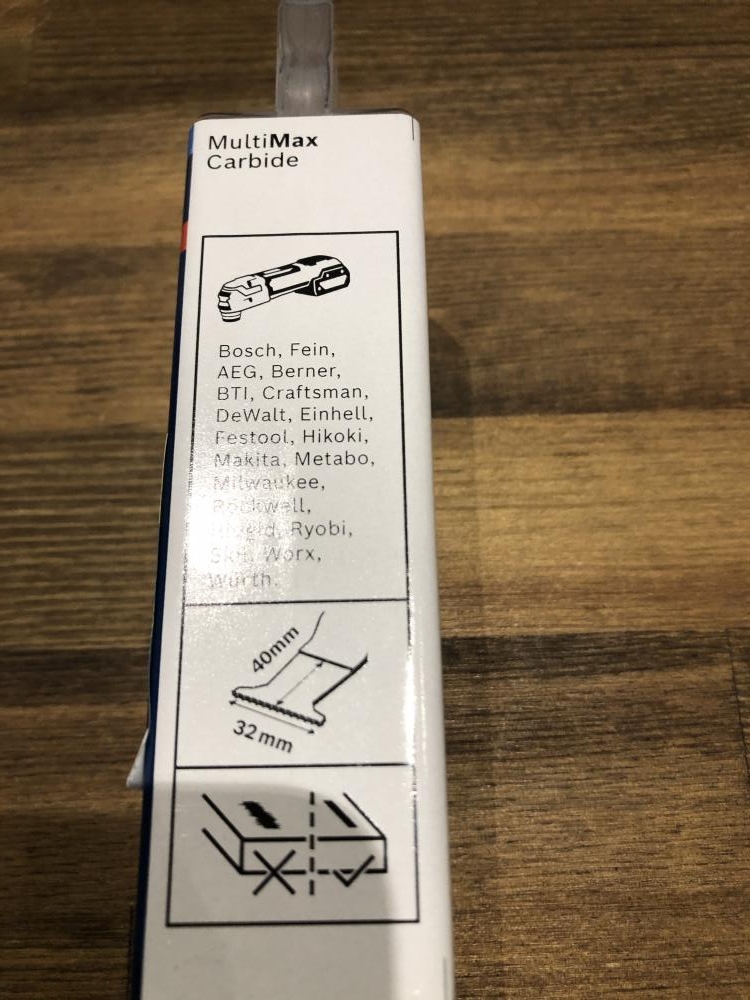 MultiMax
Carbide
Bosch, Fein,
AEG, Berner,
BTI, Craftsman,
DeWalt, Einhell,
Festool, Hikoki,
Makita, Metabo,
Milwaukee,
Rockwell,
Ryobi,
Skil, Worx,
Würth.
40mm
32mm